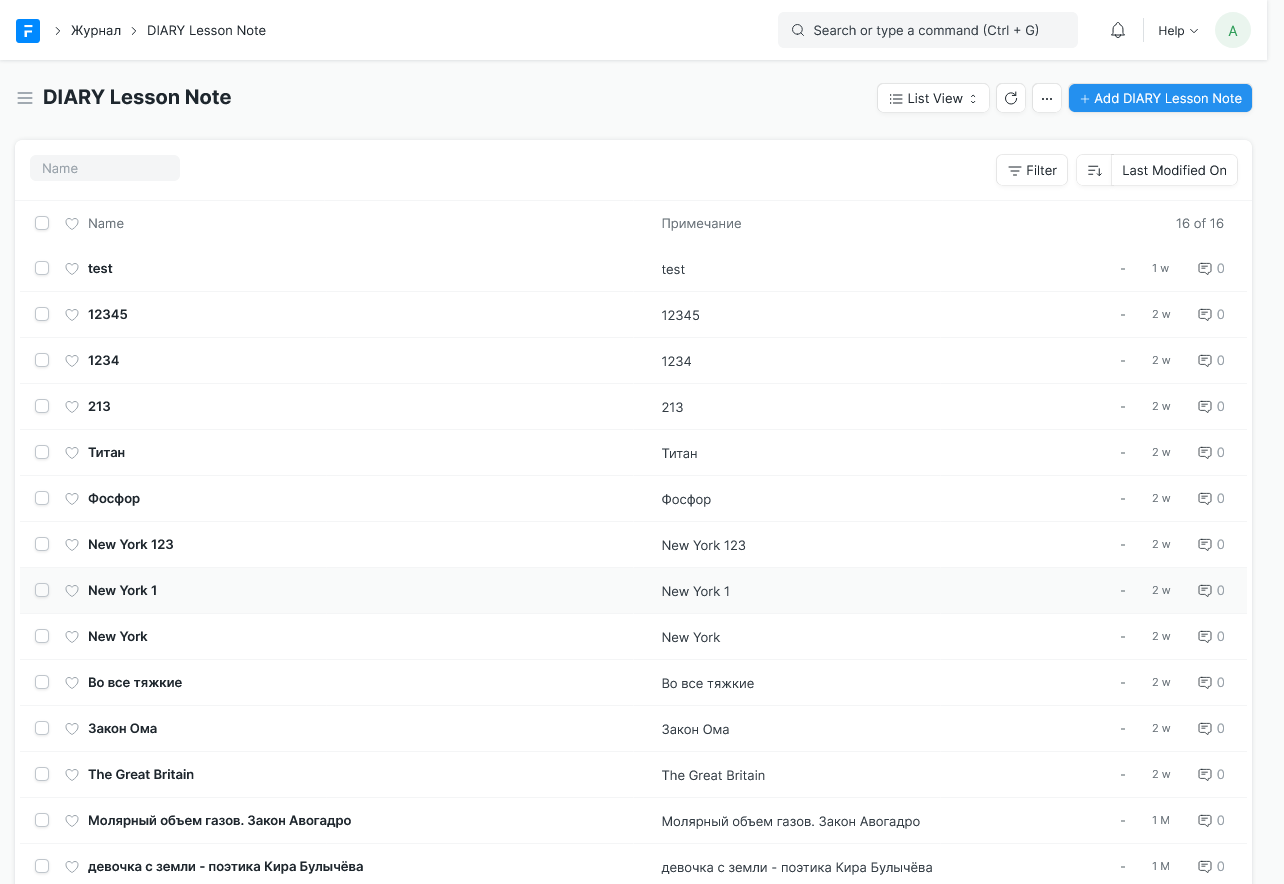 Журнал DIARY Lesson Note Search or type a command (Ctrl + G) Help A
DIARY Lesson Note List View ... + Add DIARY Lesson Note
Name Filter Last Modified On
Name Примечание 16 of 16
test test - 1 w 0
12345 12345 - 2 w 0
1234 1234 - 2 w 0
213 213 - 2 w 0
Титан Титан - 2 w 0
Фосфор Фосфор - 2 w 0
New York 123 New York 123 - 2 w 0
New York 1 New York 1 - 2 w 0
New York New York - 2 w 0
Во все тяжкие Во все тяжкие - 2 w 0
Закон Ома Закон Ома - 2 w 0
The Great Britain The Great Britain - 2 w 0
Молярный объем газов. Закон Авогадро Молярный объем газов. Закон Авогадро - 1 M 0
девочка с земли - поэтика Кира Булычёва девочка с земли - поэтика Кира Булычёва - 1 M 0